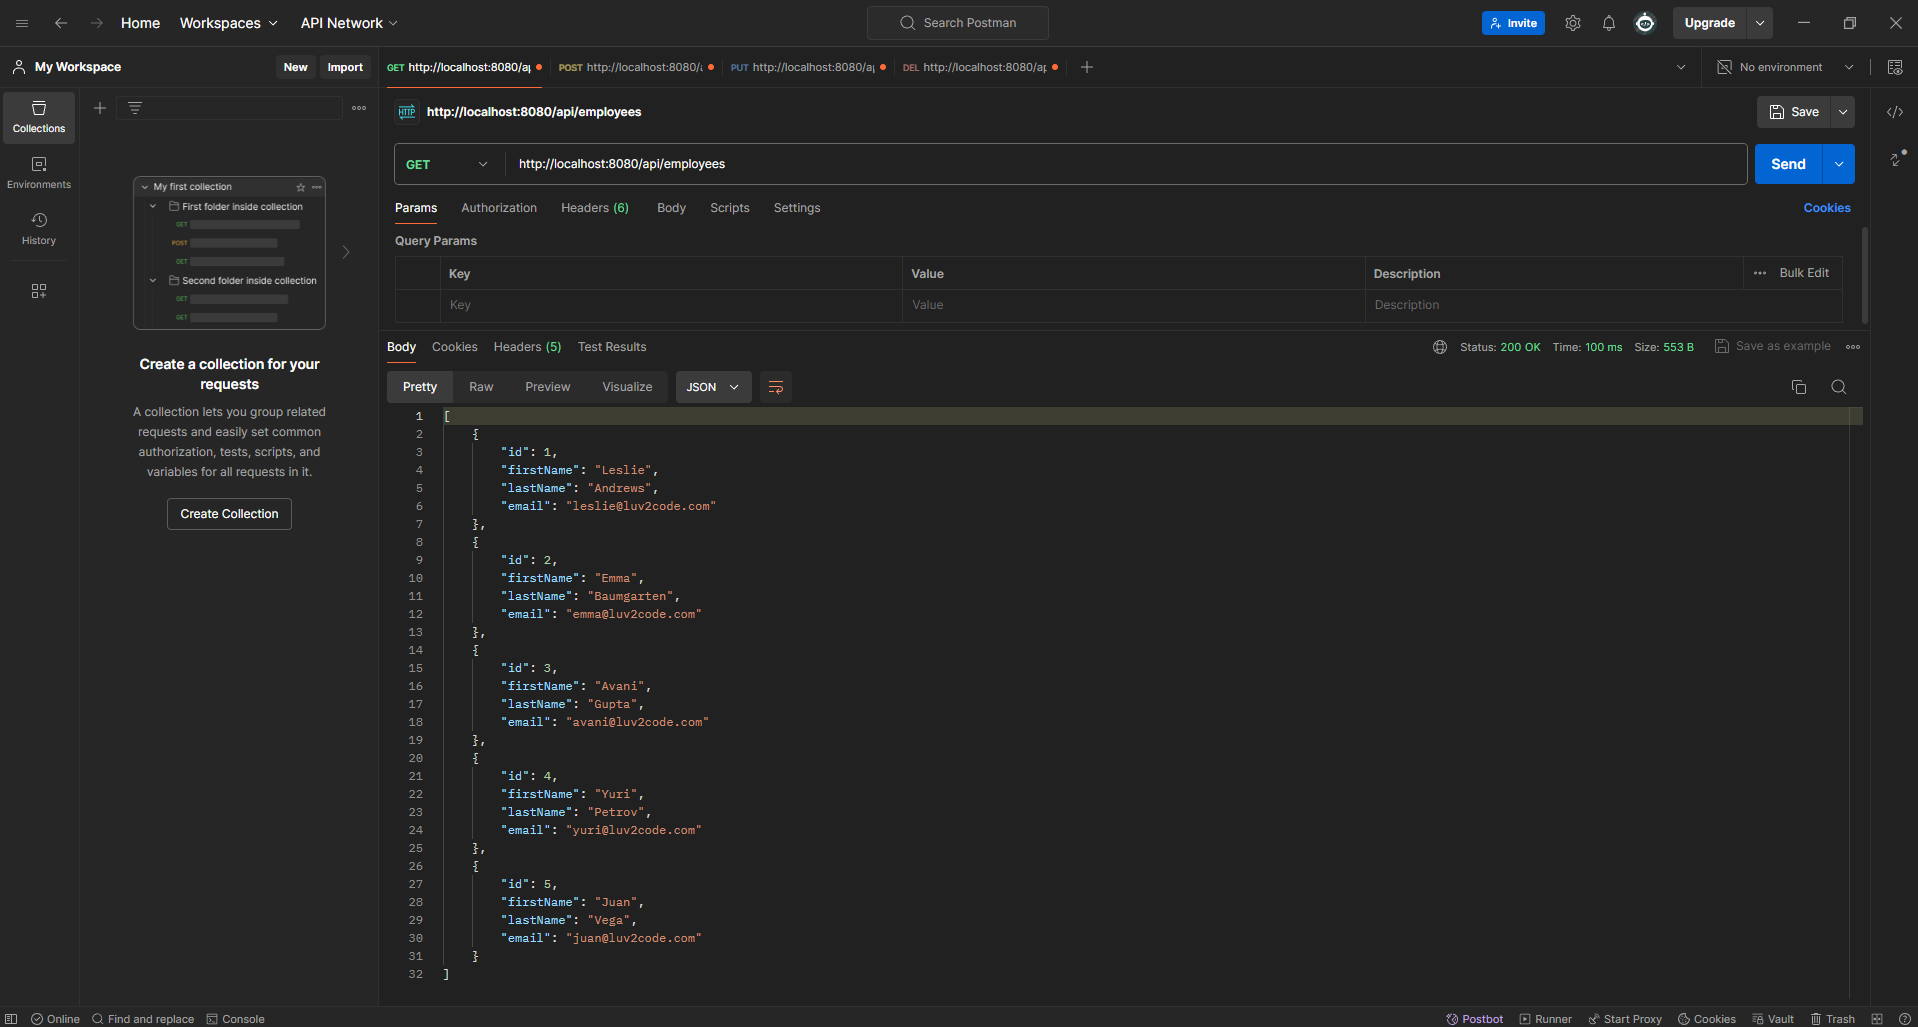 Home Workspaces API Network Search Postman Invite Upgrade
My Workspace New Import
GET http://localhost:8080/ap POST http://localhost:8080/a PUT http://localhost:8080/ap DEL http://localhost:8080/ap No environment
Collections
Environments
History
My first collection
First folder inside collection
GET
POST
GET
Second folder inside collection
GET
GET
Create a collection for your
requests
A collection lets you group related
requests and easily set common
authorization, tests, scripts, and
variables for all requests in it.
Create Collection
HTTP http://localhost:8080/api/employees Save
GET http://localhost:8080/api/employees Send
Params Authorization Headers (6) Body Scripts Settings Cookies
Query Params
Key Value Description Bulk Edit
Key Value Description
Body Cookies Headers (5) Test Results Status: 200 OK Time: 100 ms Size: 553 B Save as example
Pretty Raw Preview Visualize JSON
1 [
2 {
3 "id": 1,
4 "firstName": "Leslie",
5 "lastName": "Andrews",
6 "email": "leslie@luv2code.com"
7 },
8 {
9 "id": 2,
10 "firstName": "Emma",
11 "lastName": "Baumgarten",
12 "email": "emma@luv2code.com"
13 },
14 {
15 "id": 3,
16 "firstName": "Avani",
17 "lastName": "Gupta",
18 "email": "avani@luv2code.com"
19 },
20 {
21 "id": 4,
22 "firstName": "Yuri",
23 "lastName": "Petrov",
24 "email": "yuri@luv2code.com"
25 },
26 {
27 "id": 5,
28 "firstName": "Juan",
29 "lastName": "Vega",
30 "email": "juan@luv2code.com"
31 }
32 ]
Online Find and replace Console Postbot Runner Start Proxy Cookies Vault Trash